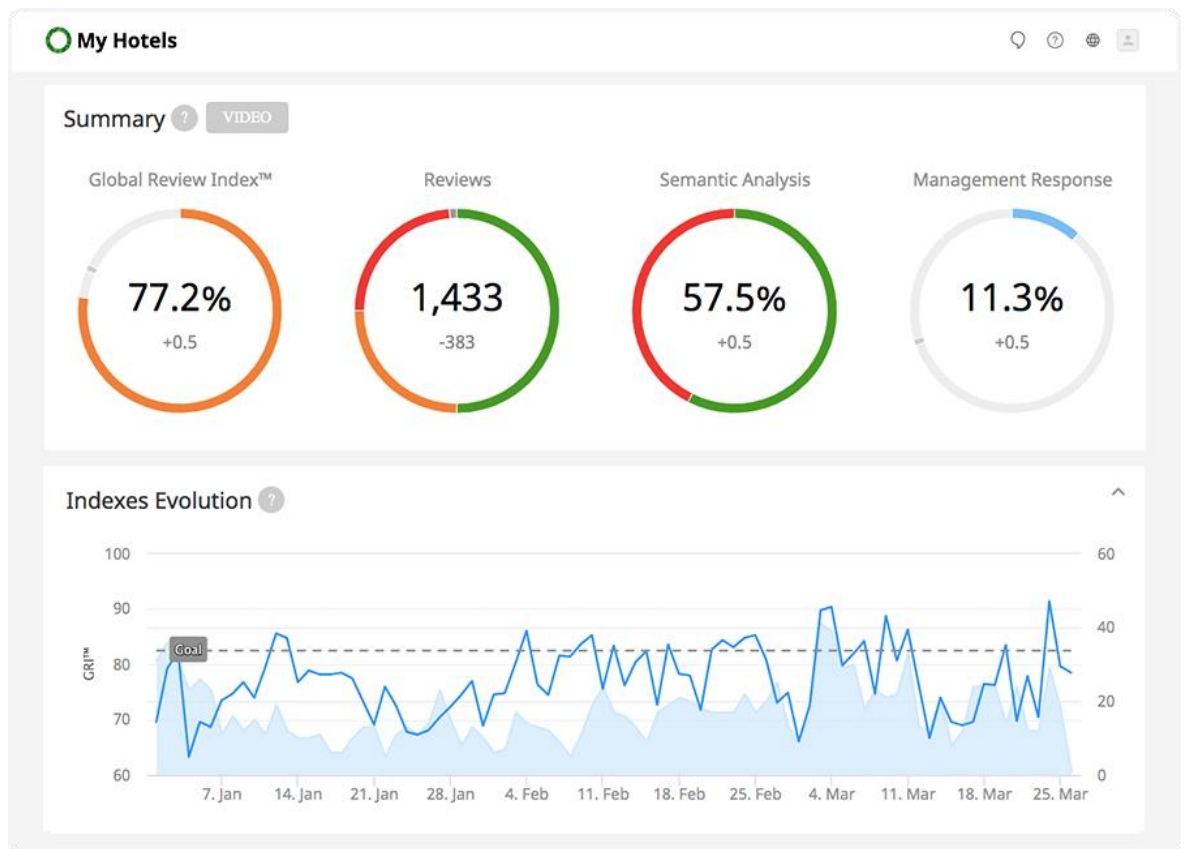 My Hotels
Summary ? VIDEO
Global Review Index™ Reviews Semantic Analysis Management Response
77.2% 1,433 57.5% 11.3%
+0.5 -383 +0.5 +0.5
Indexes Evolution ?
100 60
90
40
Goal
80
GRI™
20
70
60 0
7. Jan 14. Jan 21. Jan 28. Jan 4. Feb 11. Feb 18. Feb 25. Feb 4. Mar 11. Mar 18. Mar 25. Mar